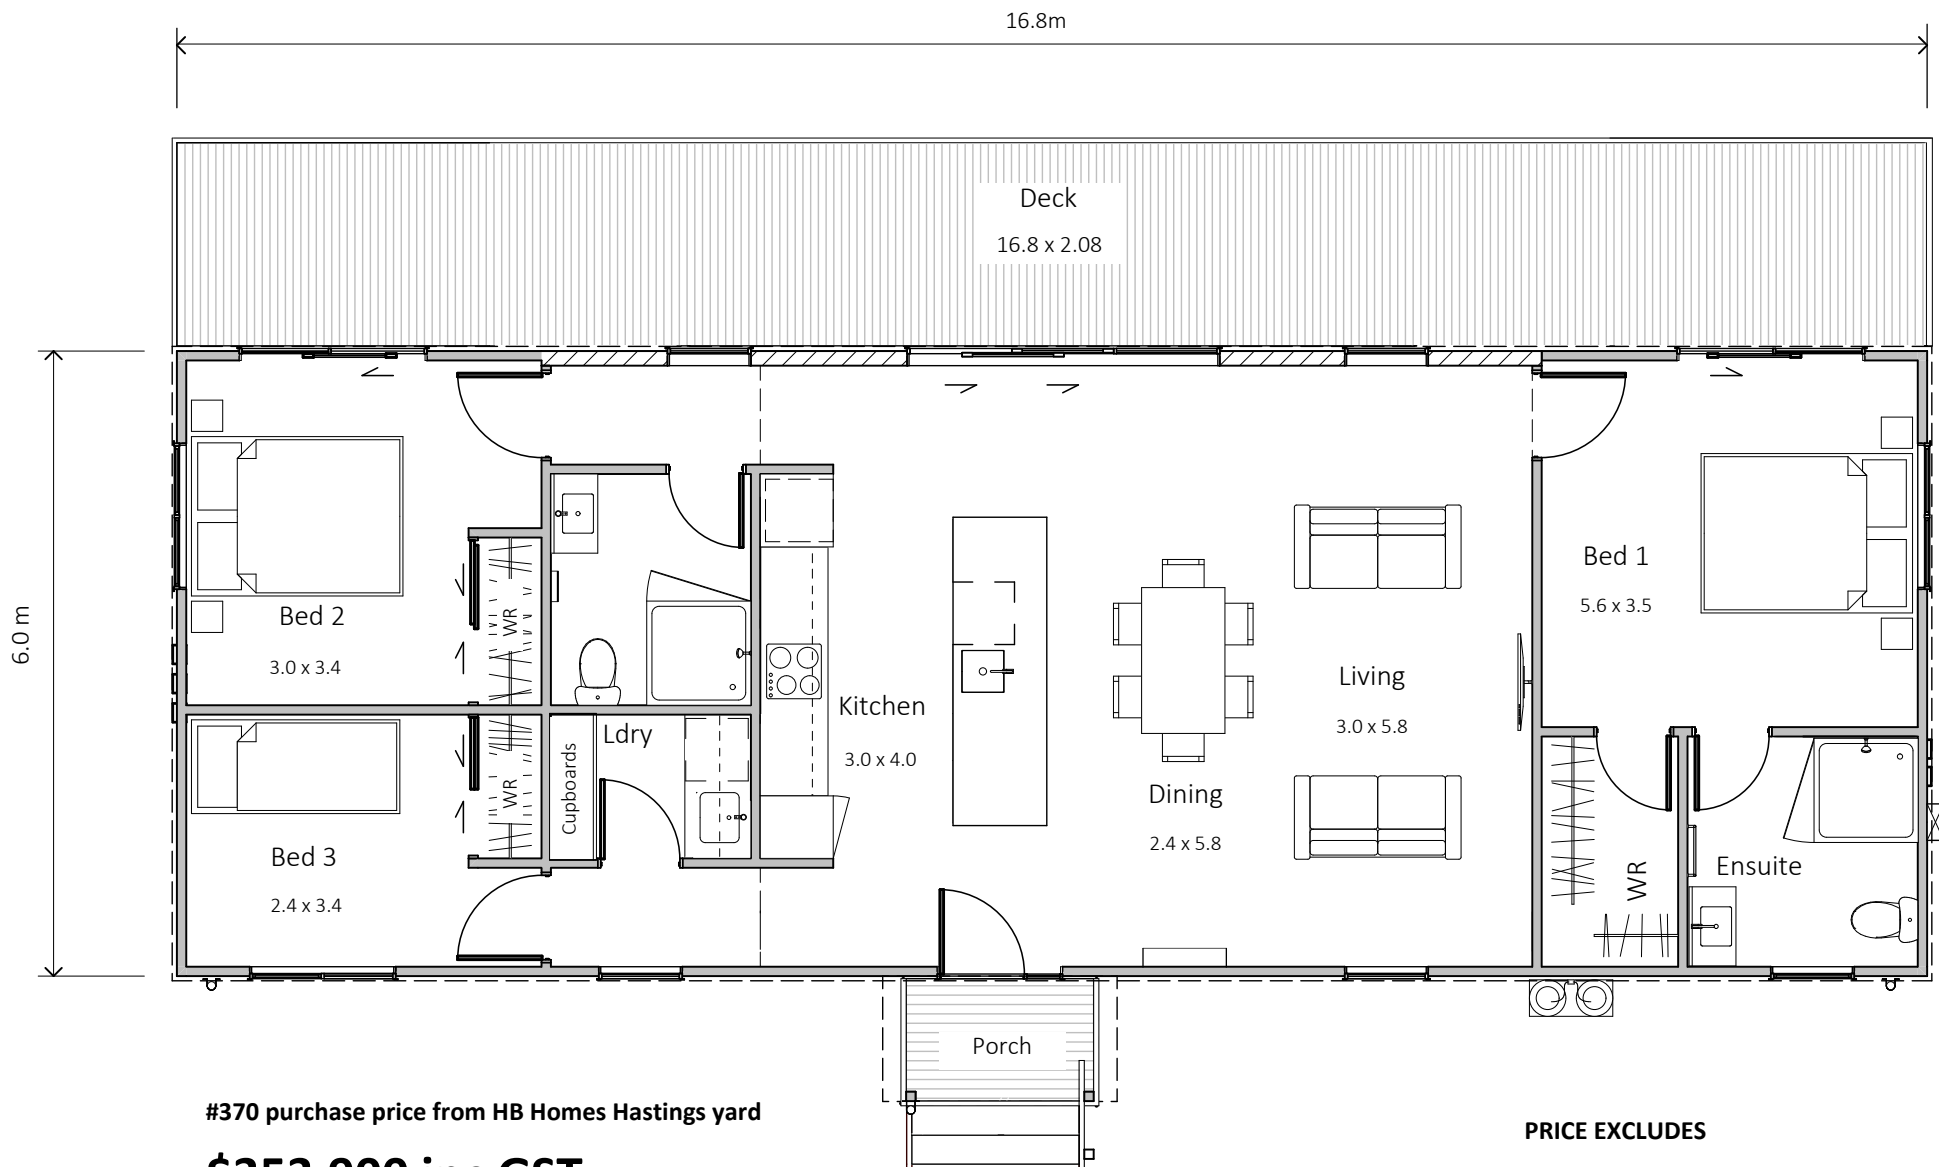 16.8m
Deck
16.8 x 2.08
6.0 m
Bed 2
3.0 x 3.4
WR
Bed 3
2.4 x 3.4
WR
Cupboards
Ldry
Kitchen
3.0 x 4.0
Dining
2.4 x 5.8
Living
3.0 x 5.8
Bed 1
5.6 x 3.5
WR
Ensuite
Porch
#370 purchase price from HB Homes Hastings yard
PRICE EXCLUDES